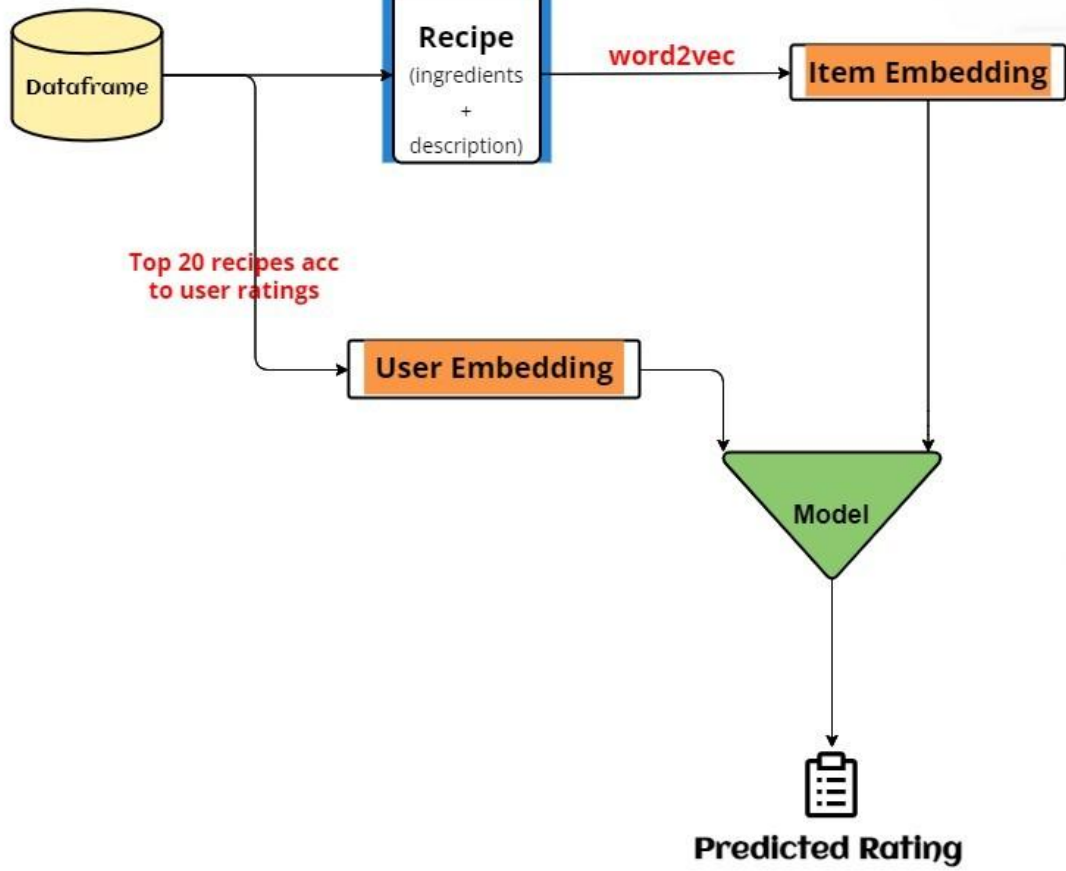 Dataframe
Recipe
(ingredients
+
description)
word2vec
Item Embedding
Top 20 recipes acc
to user ratings
User Embedding
Model
Predicted Rating